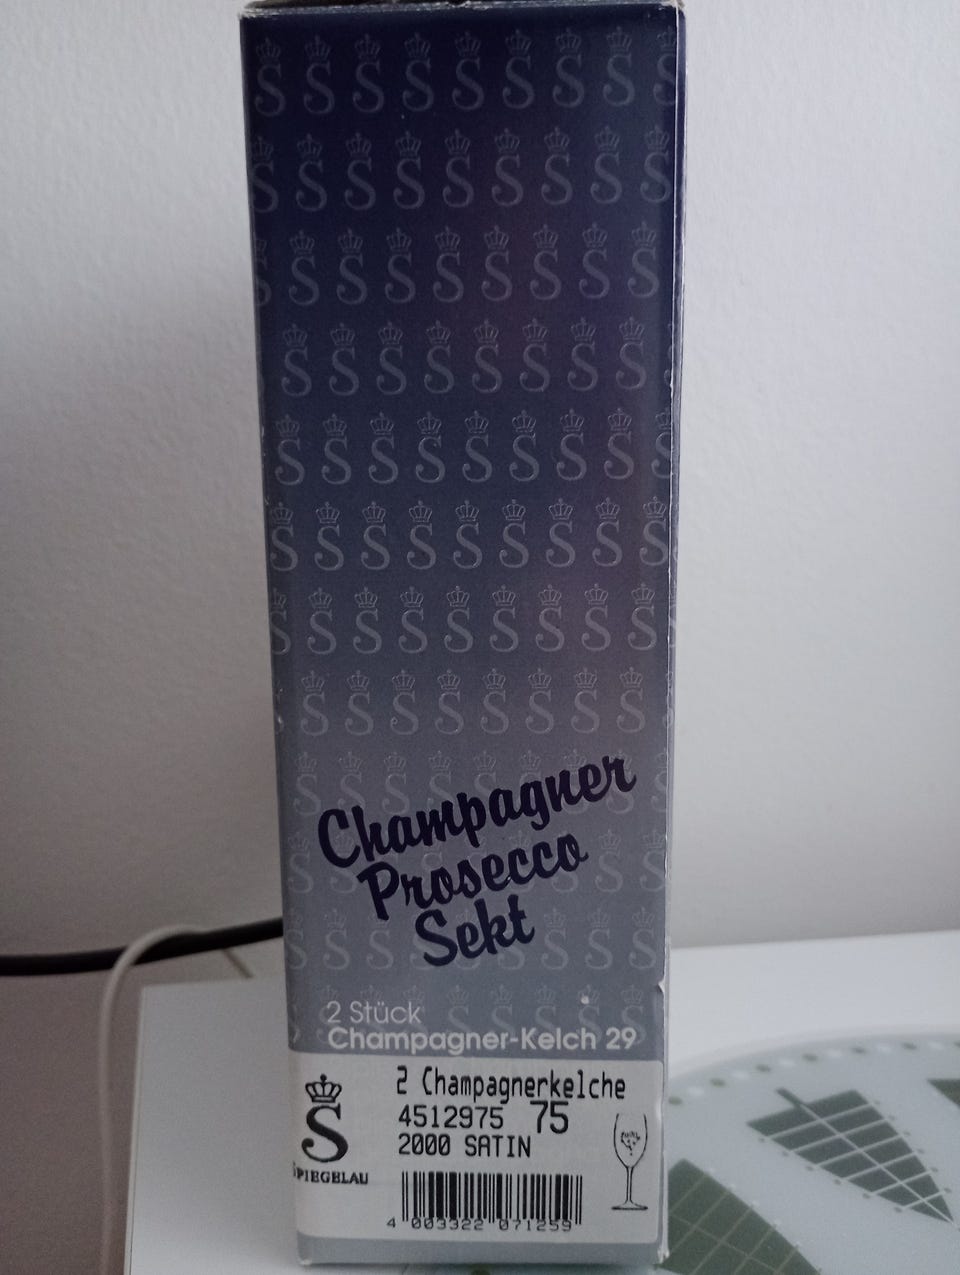 Champagner
Prosecco
Sekt
2 Stück
Champagner-Kelch 29
2 Champagnerkelche
4512975 75
2000 SATIN
S
SPIEGELAU
4 003322 071259